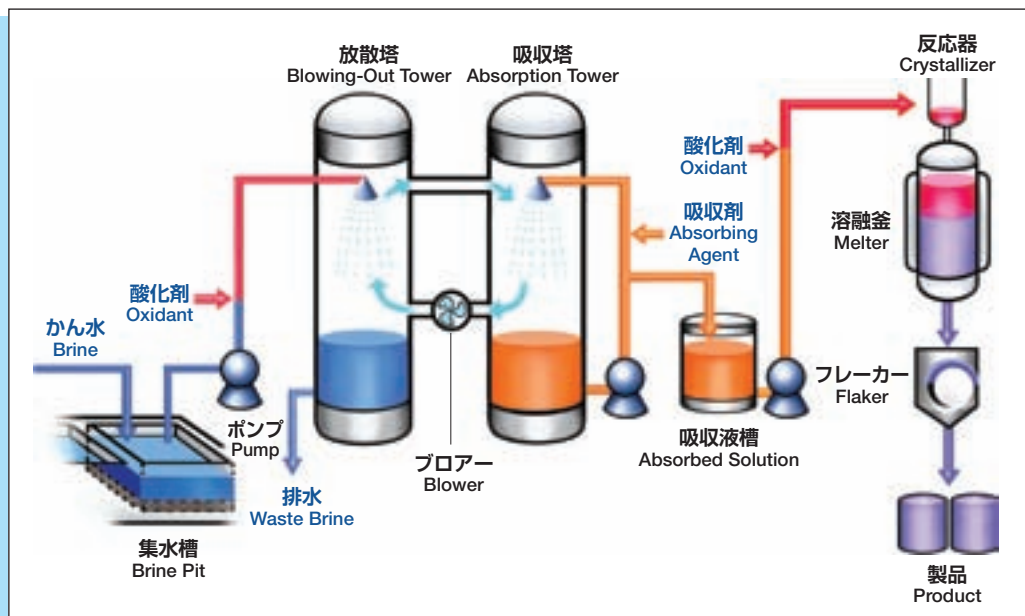 放散塔
Blowing-Out Tower
吸収塔
Absorption Tower
反応器
Crystallizer
酸化剤
Oxidant
吸収剤
Absorbing
Agent
溶融釜
Melter
酸化剤
Oxidant
かん水
Brine
ポンプ
Pump
ブロアー
Blower
吸収液槽
Absorbed Solution
フレーカー
Flaker
排水
Waste Brine
集水槽
Brine Pit
製品
Product